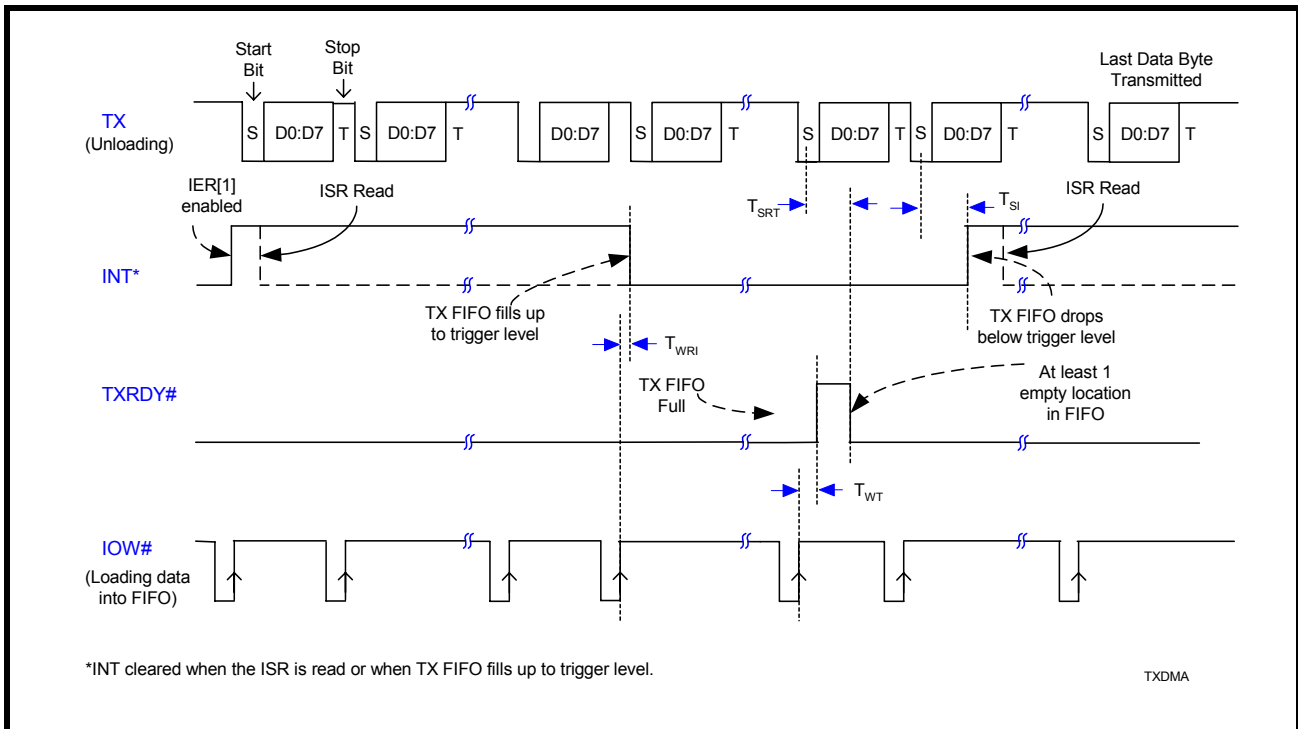 Start
Bit
Stop
Bit
Last Data Byte
Transmitted
TX
(Unloading)
S D0:D7 T S D0:D7 T D0:D7 S D0:D7 T S D0:D7 T S D0:D7 T S D0:D7 T
IER[1]
enabled
ISR Read
TSRT
TSI
ISR Read
INT*
TX FIFO fills up
to trigger level
TX FIFO drops
below trigger level
TWRI
TXRDY#
TX FIFO
Full
At least 1
empty location
in FIFO
TWT
IOW#
(Loading data
into FIFO)
*INT cleared when the ISR is read or when TX FIFO fills up to trigger level.
TXDMA